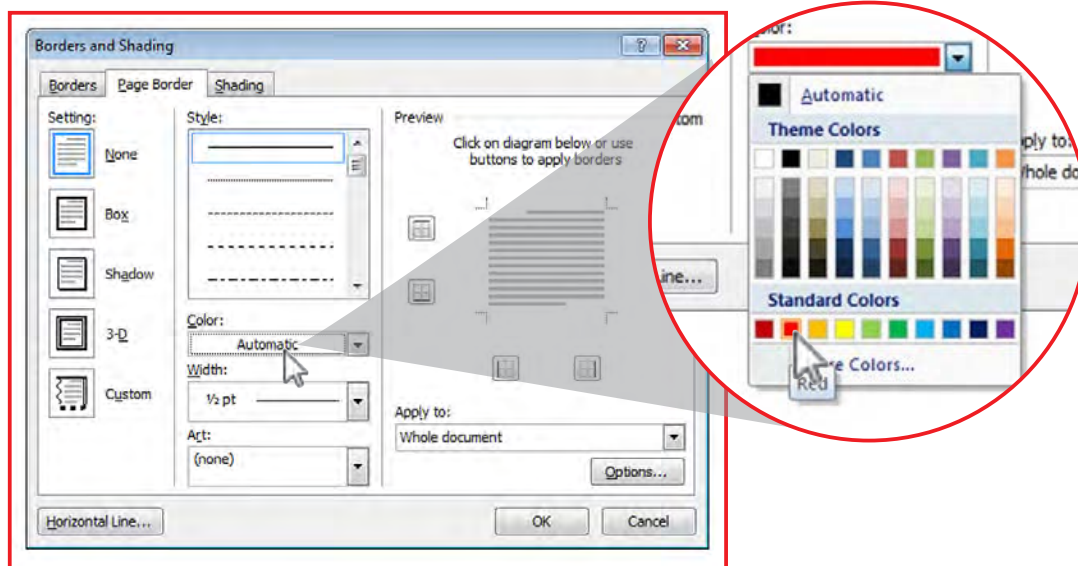 Borders and Shading
Borders Page Border Shading
Setting:
None
Box
Shadow
3-D
Custom
Style:
Color:
Automatic
Width:
½ pt
Art:
(none)
Preview
Click on diagram below or use
buttons to apply borders
Apply to:
Whole document
Options...
Horizontal Line...
OK Cancel
Automatic
Theme Colors
Standard Colors
Colors...
Red